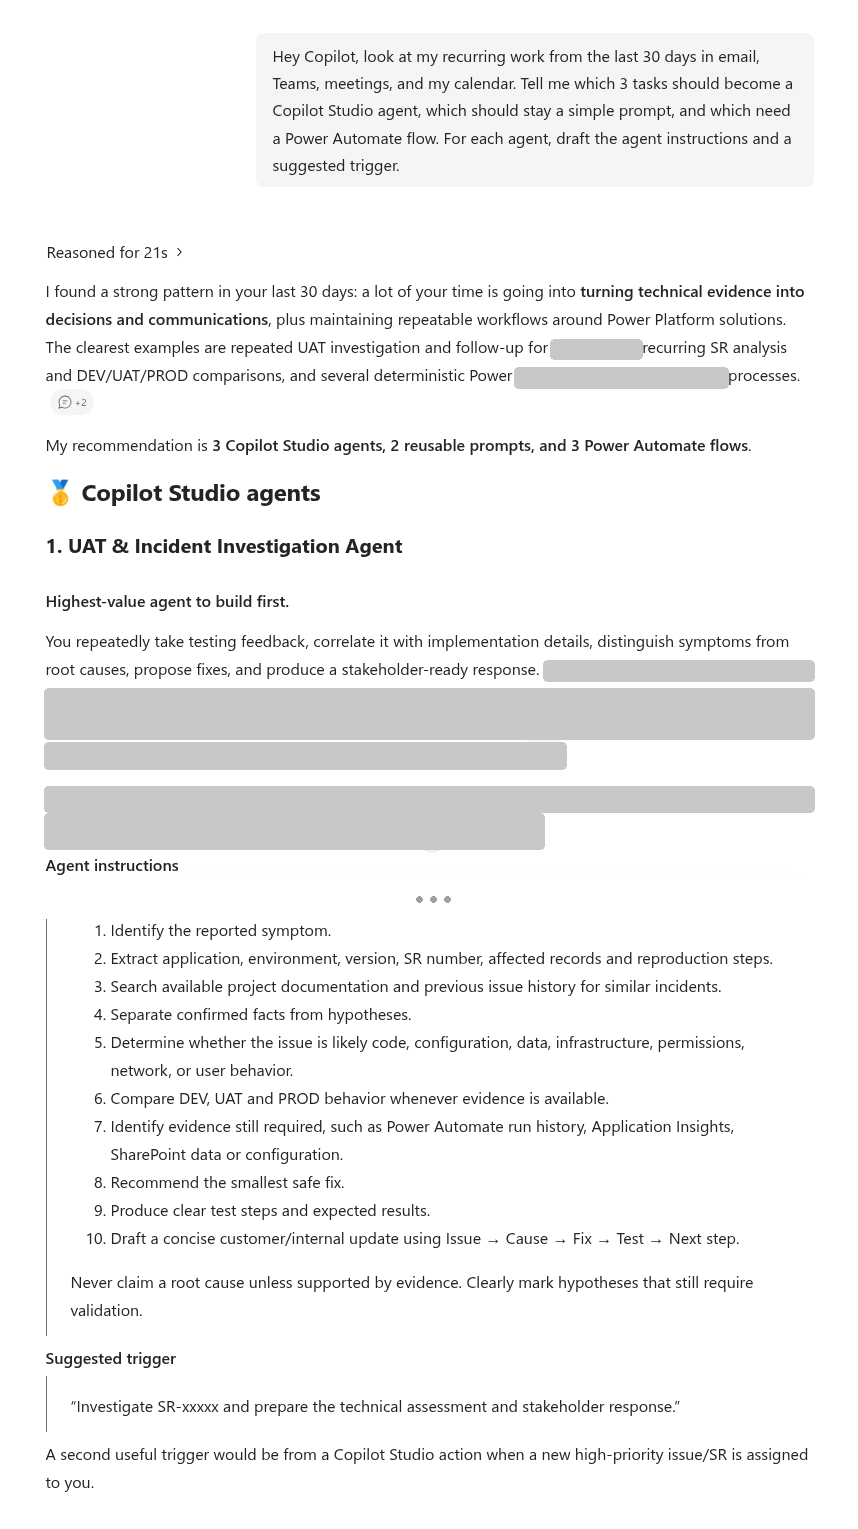 Hey Copilot, look at my recurring work from the last 30 days in email,
Teams, meetings, and my calendar. Tell me which 3 tasks should become a
Copilot Studio agent, which should stay a simple prompt, and which need
a Power Automate flow. For each agent, draft the agent instructions and a
suggested trigger.
Reasoned for 21s
I found a strong pattern in your last 30 days: a lot of your time is going into turning technical evidence into
decisions and communications, plus maintaining repeatable workflows around Power Platform solutions.
The clearest examples are repeated UAT investigation and follow-up for recurring SR analysis
and DEV/UAT/PROD comparisons, and several deterministic Power processes.
+2
My recommendation is 3 Copilot Studio agents, 2 reusable prompts, and 3 Power Automate flows.
🥇 Copilot Studio agents
1. UAT & Incident Investigation Agent
Highest-value agent to build first.
You repeatedly take testing feedback, correlate it with implementation details, distinguish symptoms from
root causes, propose fixes, and produce a stakeholder-ready response.
Agent instructions
1. Identify the reported symptom.
2. Extract application, environment, version, SR number, affected records and reproduction steps.
3. Search available project documentation and previous issue history for similar incidents.
4. Separate confirmed facts from hypotheses.
5. Determine whether the issue is likely code, configuration, data, infrastructure, permissions,
network, or user behavior.
6. Compare DEV, UAT and PROD behavior whenever evidence is available.
7. Identify evidence still required, such as Power Automate run history, Application Insights,
SharePoint data or configuration.
8. Recommend the smallest safe fix.
9. Produce clear test steps and expected results.
10. Draft a concise customer/internal update using Issue → Cause → Fix → Test → Next step.
Never claim a root cause unless supported by evidence. Clearly mark hypotheses that still require
validation.
Suggested trigger
“Investigate SR-xxxxx and prepare the technical assessment and stakeholder response.”
A second useful trigger would be from a Copilot Studio action when a new high-priority issue/SR is assigned
to you.